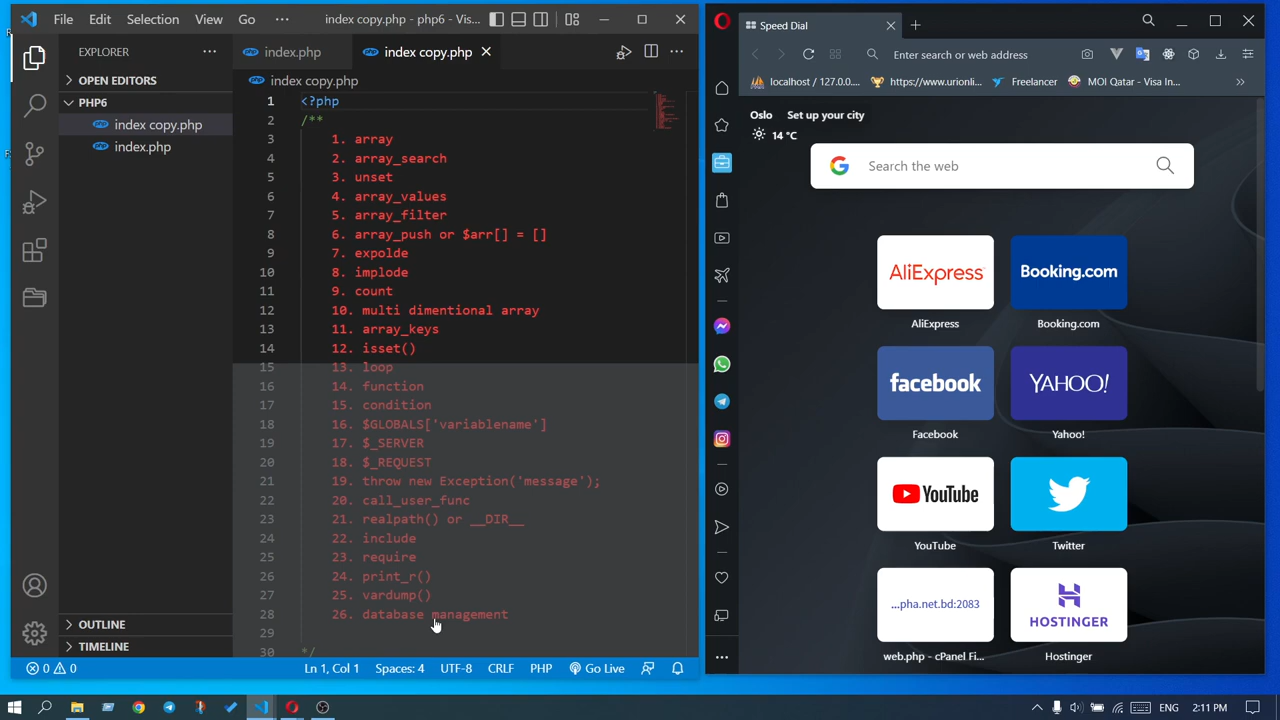 File Edit Selection View Go ··· index copy.php - php6 - Vis...
EXPLORER ···
OPEN EDITORS
PHP6
index copy.php
index.php
OUTLINE
TIMELINE
index.php
index copy.php
index copy.php
1 <?php
2 /**
3 1. array
4 2. array_search
5 3. unset
6 4. array_values
7 5. array_filter
8 6. array_push or $arr[] = []
9 7. expolde
10 8. implode
11 9. count
12 10. multi dimentional array
13 11. array_keys
14 12. isset()
15 13. loop
16 14. function
17 15. condition
18 16. $GLOBALS['variablename']
19 17. $_SERVER
20 18. $_REQUEST
21 19. throw new Exception('message');
22 20. call_user_func
23 21. realpath() or __DIR__
24 22. include
25 23. require
26 24. print_r()
27 25. vardump()
28 26. database management
29
30 */
0 0 Ln 1, Col 1 Spaces: 4 UTF-8 CRLF PHP Go Live
Speed Dial
Enter search or web address
localhost / 127.0.0.... https://www.urionli... Freelancer MOI Qatar - Visa In...
Oslo Set up your city
14 °C
Search the web
AliExpress
AliExpress
Booking.com
Booking.com
facebook
Facebook
YAHOO!
Yahoo!
YouTube
YouTube
Twitter
...pha.net.bd:2083
web.php - cPanel Fi...
HOSTINGER
Hostinger
ENG 2:11 PM